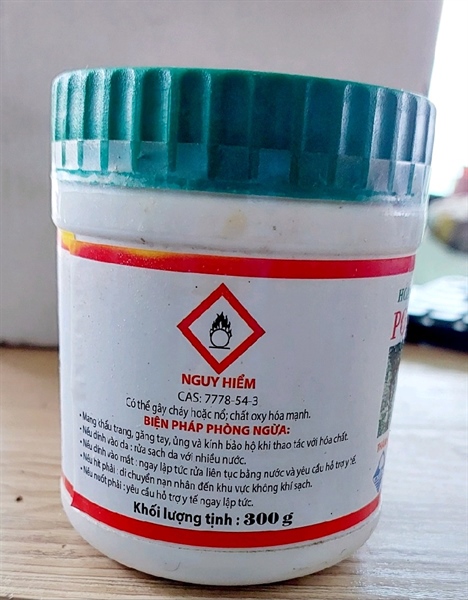 NGUY HIỂM
CAS: 7778-54-3
Có thể gây cháy hoặc nổ; chất oxy hóa mạnh.
BIỆN PHÁP PHÒNG NGỪA:
• Mang khẩu trang, găng tay, ủng và kính bảo hộ khi thao tác với hóa chất.
• Nếu dính vào da : rửa sạch da với nhiều nước.
• Nếu dính vào mắt : ngay lập tức rửa liên tục bằng nước và yêu cầu hỗ trợ y tế.
• Nếu hít phải : di chuyển nạn nhân đến khu vực không khí sạch.
• Nếu nuốt phải : yêu cầu hỗ trợ y tế ngay lập tức.
Khối lượng tịnh : 300 g